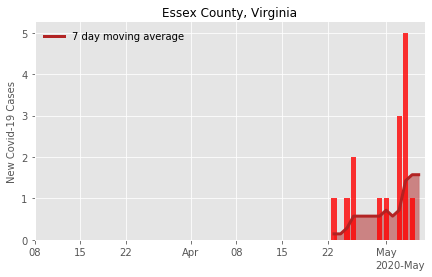 Essex County, Virginia
7 day moving average
New Covid-19 Cases
5
4
3
2
1
0
08 15 22 Apr 08 15 22 May
2020-May